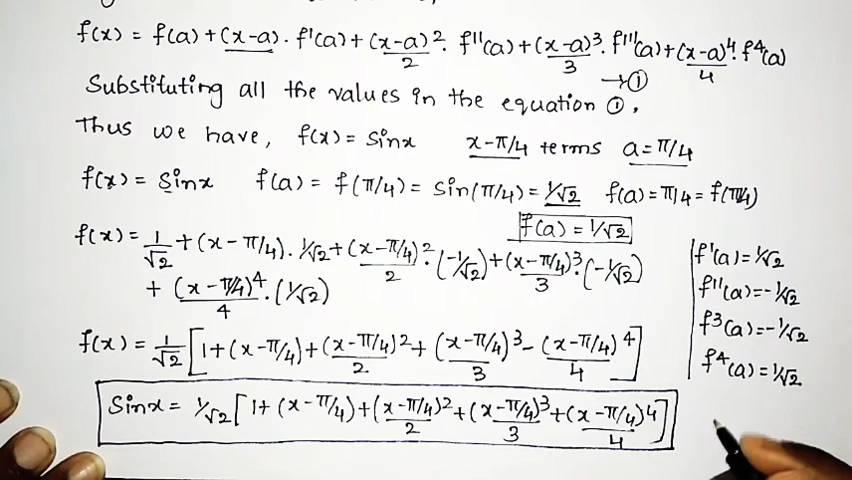 f(x) = f(a) + (x-a) . f'(a) + (x-a)²/2 . f''(a) + (x-a)³/3 . f'''(a) + (x-a)⁴/4 . f⁴(a)
→①
Substituting all the values in the equation ①.
Thus we have, f(x) = Sinx x-π/4 terms a = π/4
f(x) = Sinx f(a) = f(π/4) = Sin(π/4) = 1/√2 f(a) = π/4 = f(π/4)
f(a) = 1/√2
f(x) = 1/√2 + (x-π/4) . 1/√2 + (x-π/4)²/2 . (-1/√2) + (x-π/4)³/3 . (-1/√2)
+ (x-π/4)⁴/4 . (1/√2)
f'(a) = 1/√2
f''(a) = -1/√2
f³(a) = -1/√2
f⁴(a) = 1/√2
f(x) = 1/√2 [1 + (x-π/4) + (x-π/4)²/2 + (x-π/4)³/3 - (x-π/4)⁴/4]
Sinx = 1/√2 [1 + (x-π/4) + (x-π/4)²/2 + (x-π/4)³/3 + (x-π/4)⁴/4]